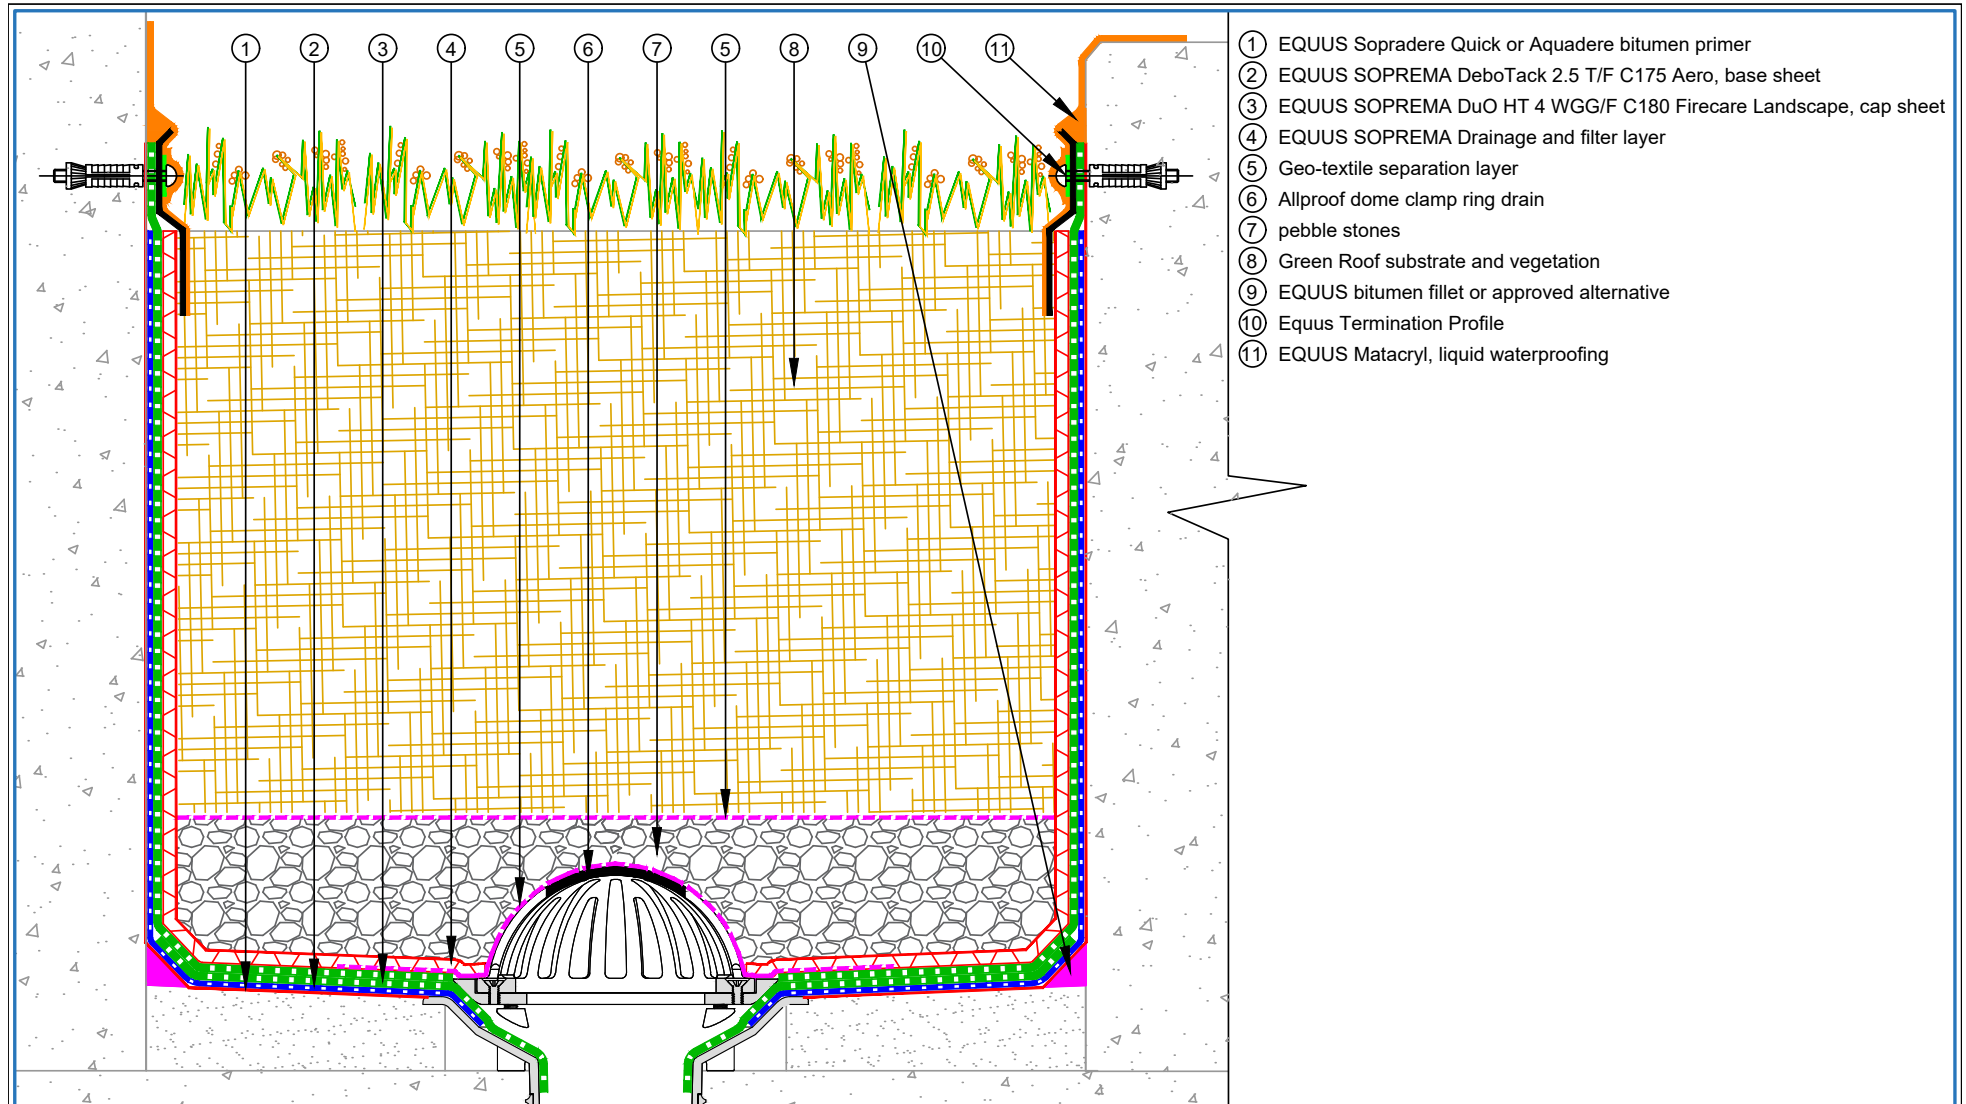 1 2 3 4 5 6 7 5 8 9 10 11
1 EQUUS Sopradere Quick or Aquadere bitumen primer
2 EQUUS SOPREMA DeboTack 2.5 T/F C175 Aero, base sheet
3 EQUUS SOPREMA DuO HT 4 WGG/F C180 Firecare Landscape, cap sheet
4 EQUUS SOPREMA Drainage and filter layer
5 Geo-textile separation layer
6 Allproof dome clamp ring drain
7 pebble stones
8 Green Roof substrate and vegetation
9 EQUUS bitumen fillet or approved alternative
10 Equus Termination Profile
11 EQUUS Matacryl, liquid waterproofing